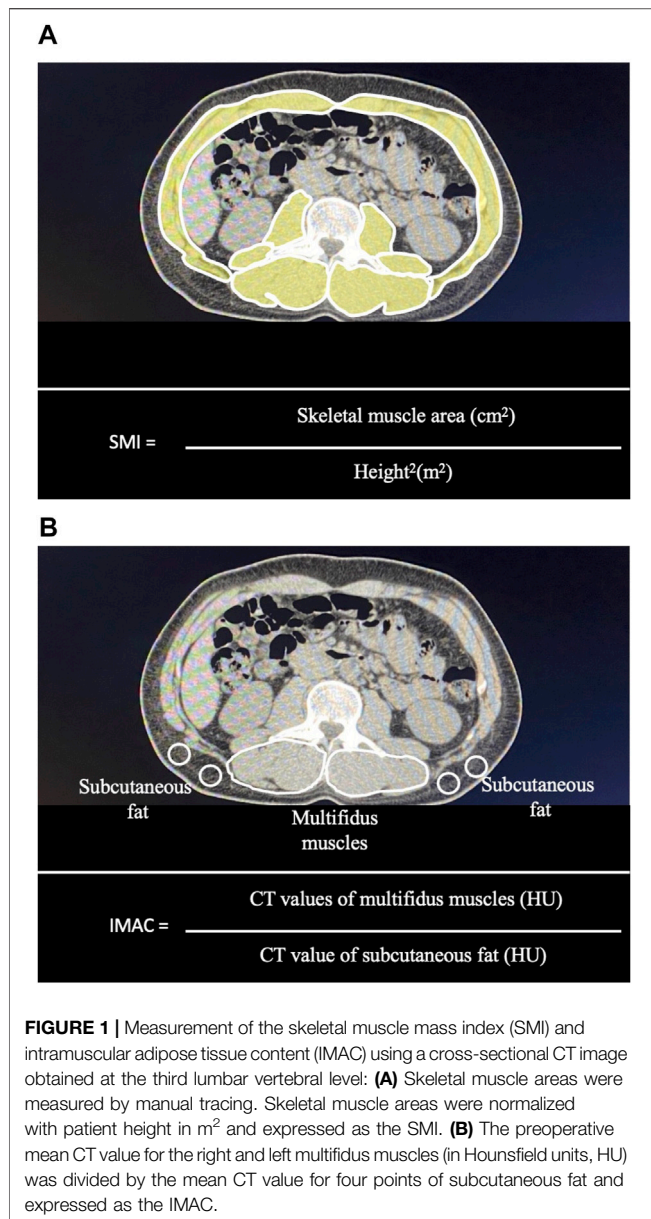 A
SMI =
Skeletal muscle area (cm²)
Height²(m²)
B
Subcutaneous
fat
Multifidus
muscles
Subcutaneous
fat
IMAC =
CT values of multifidus muscles (HU)
CT value of subcutaneous fat (HU)
FIGURE 1 | Measurement of the skeletal muscle mass index (SMI) and
intramuscular adipose tissue content (IMAC) using a cross-sectional CT image
obtained at the third lumbar vertebral level: (A) Skeletal muscle areas were
measured by manual tracing. Skeletal muscle areas were normalized
with patient height in m² and expressed as the SMI. (B) The preoperative
mean CT value for the right and left multifidus muscles (in Hounsfield units, HU)
was divided by the mean CT value for four points of subcutaneous fat and
expressed as the IMAC.